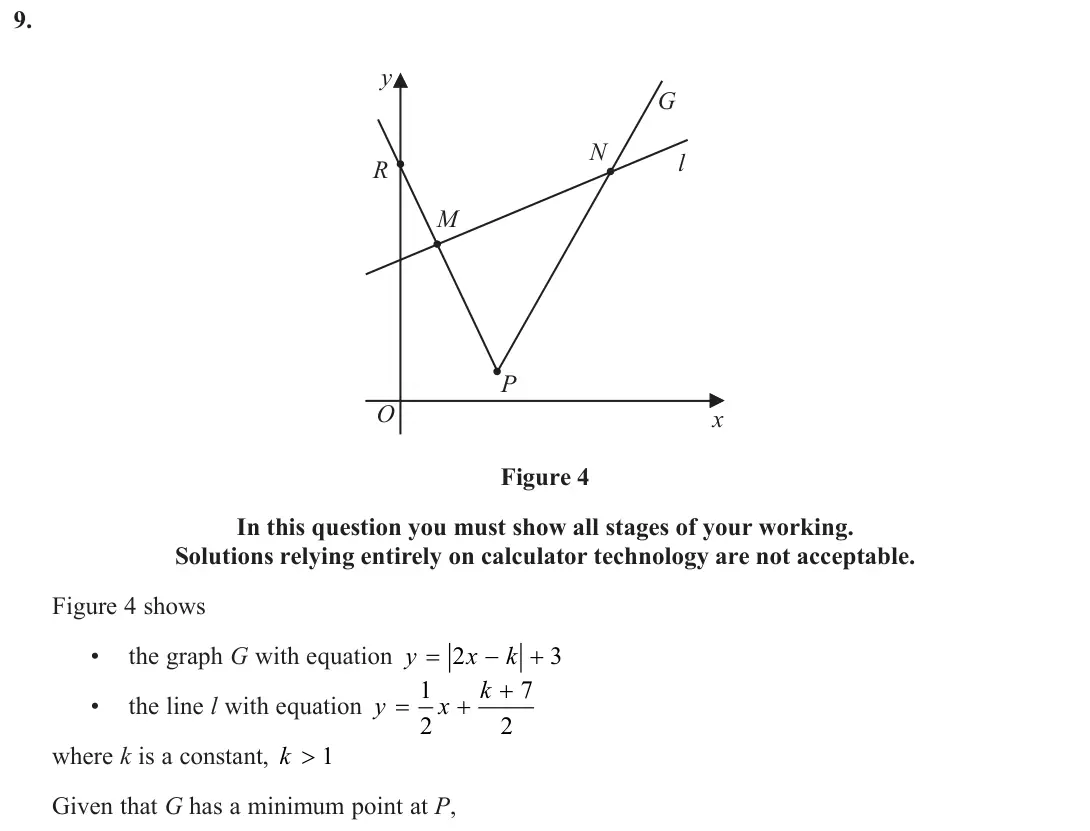 9.
y
G
N
l
R
M
P
O
x
Figure 4
In this question you must show all stages of your working.
Solutions relying entirely on calculator technology are not acceptable.
Figure 4 shows
• the graph G with equation y = |2x − k| + 3
• the line l with equation y = 1/2 x + (k + 7)/2
where k is a constant, k > 1
Given that G has a minimum point at P,